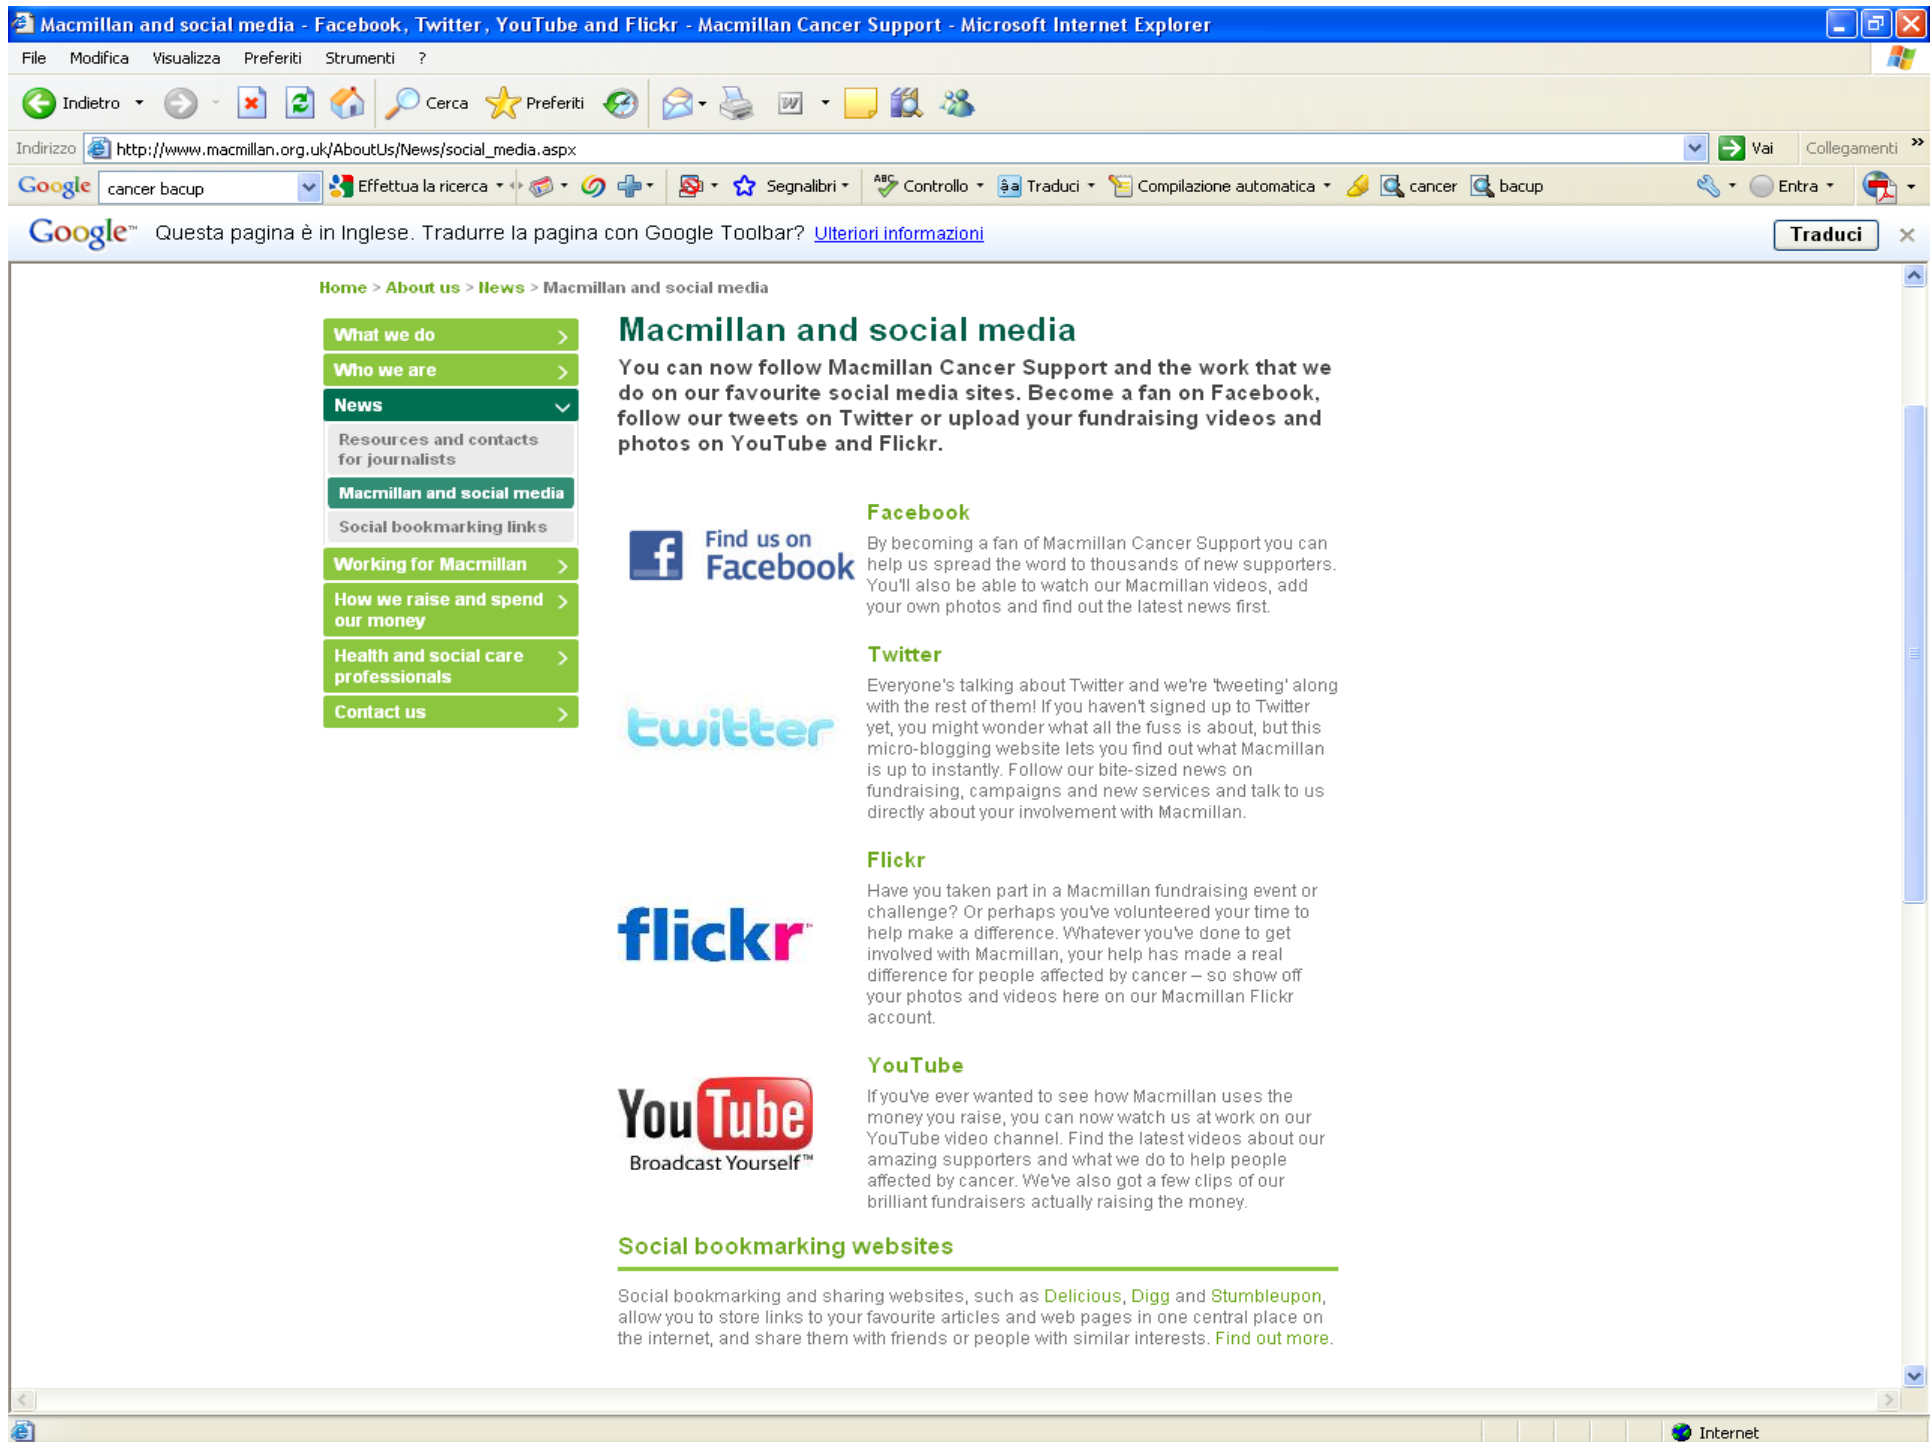 Macmillan and social media - Facebook, Twitter, YouTube and Flickr - Macmillan Cancer Support - Microsoft Internet Explorer
File Modifica Visualizza Preferiti Strumenti ?
Indietro Cerca Preferiti
Indirizzo http://www.macmillan.org.uk/AboutUs/News/social_media.aspx Vai Collegamenti »
Google cancer bacup Effettua la ricerca Segnalibri ABC Controllo âa Traduci Compilazione automatica cancer bacup Entra
Google™ Questa pagina è in Inglese. Tradurre la pagina con Google Toolbar? Ulteriori informazioni Traduci
Home > About us > News > Macmillan and social media
What we do
Who we are
News
Resources and contacts
for journalists
Macmillan and social media
Social bookmarking links
Working for Macmillan
How we raise and spend
our money
Health and social care
professionals
Contact us
Macmillan and social media
You can now follow Macmillan Cancer Support and the work that we
do on our favourite social media sites. Become a fan on Facebook,
follow our tweets on Twitter or upload your fundraising videos and
photos on YouTube and Flickr.
f Find us on
Facebook
Facebook
By becoming a fan of Macmillan Cancer Support you can
help us spread the word to thousands of new supporters.
You'll also be able to watch our Macmillan videos, add
your own photos and find out the latest news first.
twitter
Twitter
Everyone's talking about Twitter and we're 'tweeting' along
with the rest of them! If you haven't signed up to Twitter
yet, you might wonder what all the fuss is about, but this
micro-blogging website lets you find out what Macmillan
is up to instantly. Follow our bite-sized news on
fundraising, campaigns and new services and talk to us
directly about your involvement with Macmillan.
flickr™
Flickr
Have you taken part in a Macmillan fundraising event or
challenge? Or perhaps you've volunteered your time to
help make a difference. Whatever you've done to get
involved with Macmillan, your help has made a real
difference for people affected by cancer – so show off
your photos and videos here on our Macmillan Flickr
account.
YouTube
Broadcast Yourself™
YouTube
If you've ever wanted to see how Macmillan uses the
money you raise, you can now watch us at work on our
YouTube video channel. Find the latest videos about our
amazing supporters and what we do to help people
affected by cancer. We've also got a few clips of our
brilliant fundraisers actually raising the money.
Social bookmarking websites
Social bookmarking and sharing websites, such as Delicious, Digg and Stumbleupon,
allow you to store links to your favourite articles and web pages in one central place on
the internet, and share them with friends or people with similar interests. Find out more.
Internet